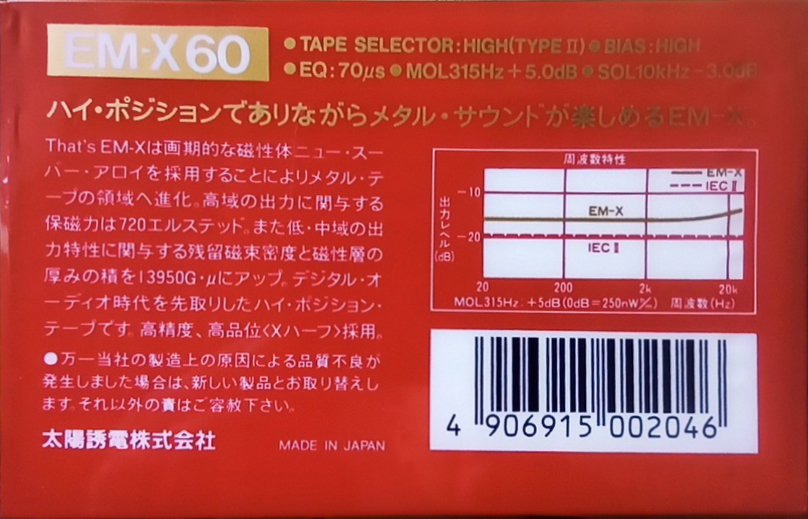 EM-X60
●TAPE SELECTOR:HIGH(TYPE II)●BIAS:HIGH
●EQ:70μs●MOL315Hz+5.0dB●SOL10kHz-3.0dB
ハイ・ポジションでありながらメタル・サウンドが楽しめるEM-X。
That's EM-Xは画期的な磁性体ニュー・スー
パー・アロイを採用することによりメタル・テ
ープの領域へ進化。高域の出力に関与する
保磁力は720エルステッド。また低・中域の出
力特性に関与する残留磁束密度と磁性層の
厚みの積を13950G・μにアップ。デジタル・オ
ーディオ時代を先取りしたハイ・ポジション・
テープです。高精度、高品位〈Xハーフ〉採用。
●万一当社の製造上の原因による品質不良が
発生しました場合は、新しい製品とお取り替えし
ます。それ以外の責はご容赦下さい。
太陽誘電株式会社
MADE IN JAPAN
周波数特性
EM-X
IEC II
出力レベル(dB)
-10
-20
EM-X
IEC II
20 200 2k 20k
MOL315Hz:+5dB(0dB=250nW/m) 周波数(Hz)
4 906915 002046